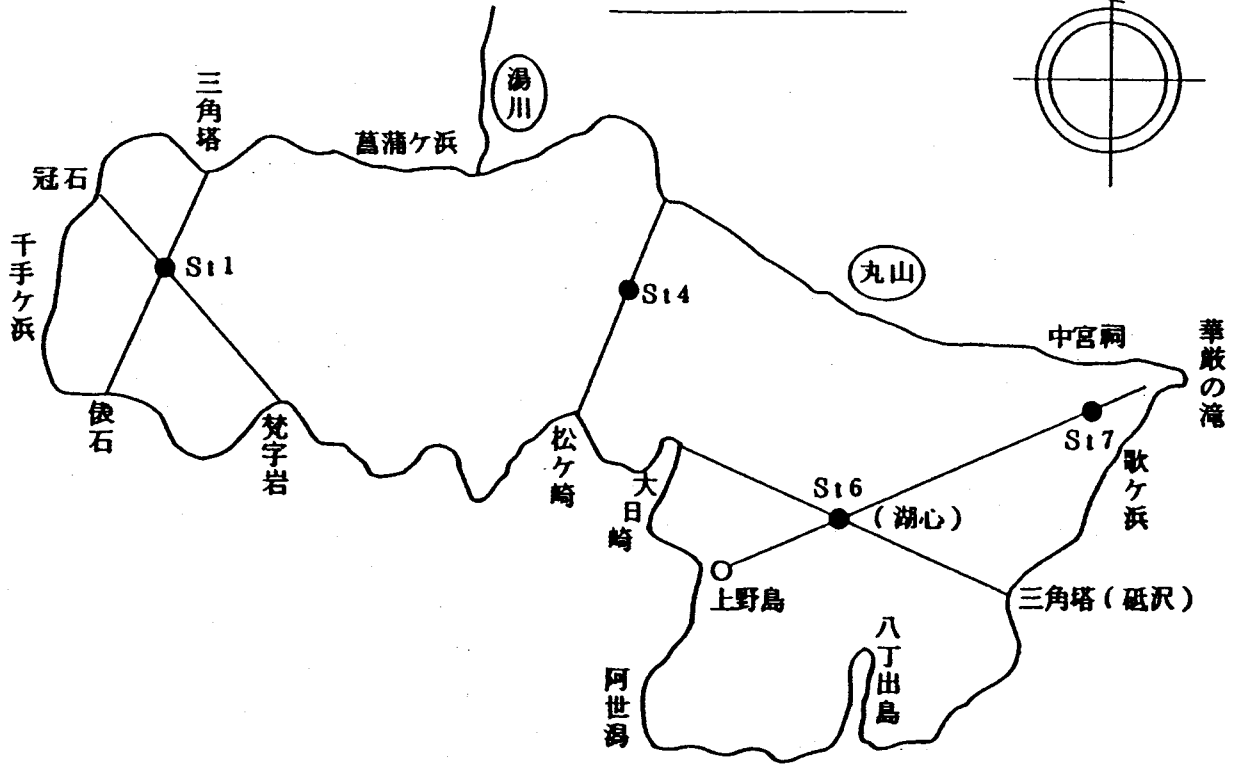 湯川
三角塔
菖蒲ケ浜
冠石
千手ケ浜
St1
St4
丸山
中宮祠
華厳の滝
俵石
梵字岩
松ケ崎
大日崎
St6
(湖心)
St7
歌ケ浜
上野島
三角塔(砥沢)
八丁出島
阿世潟